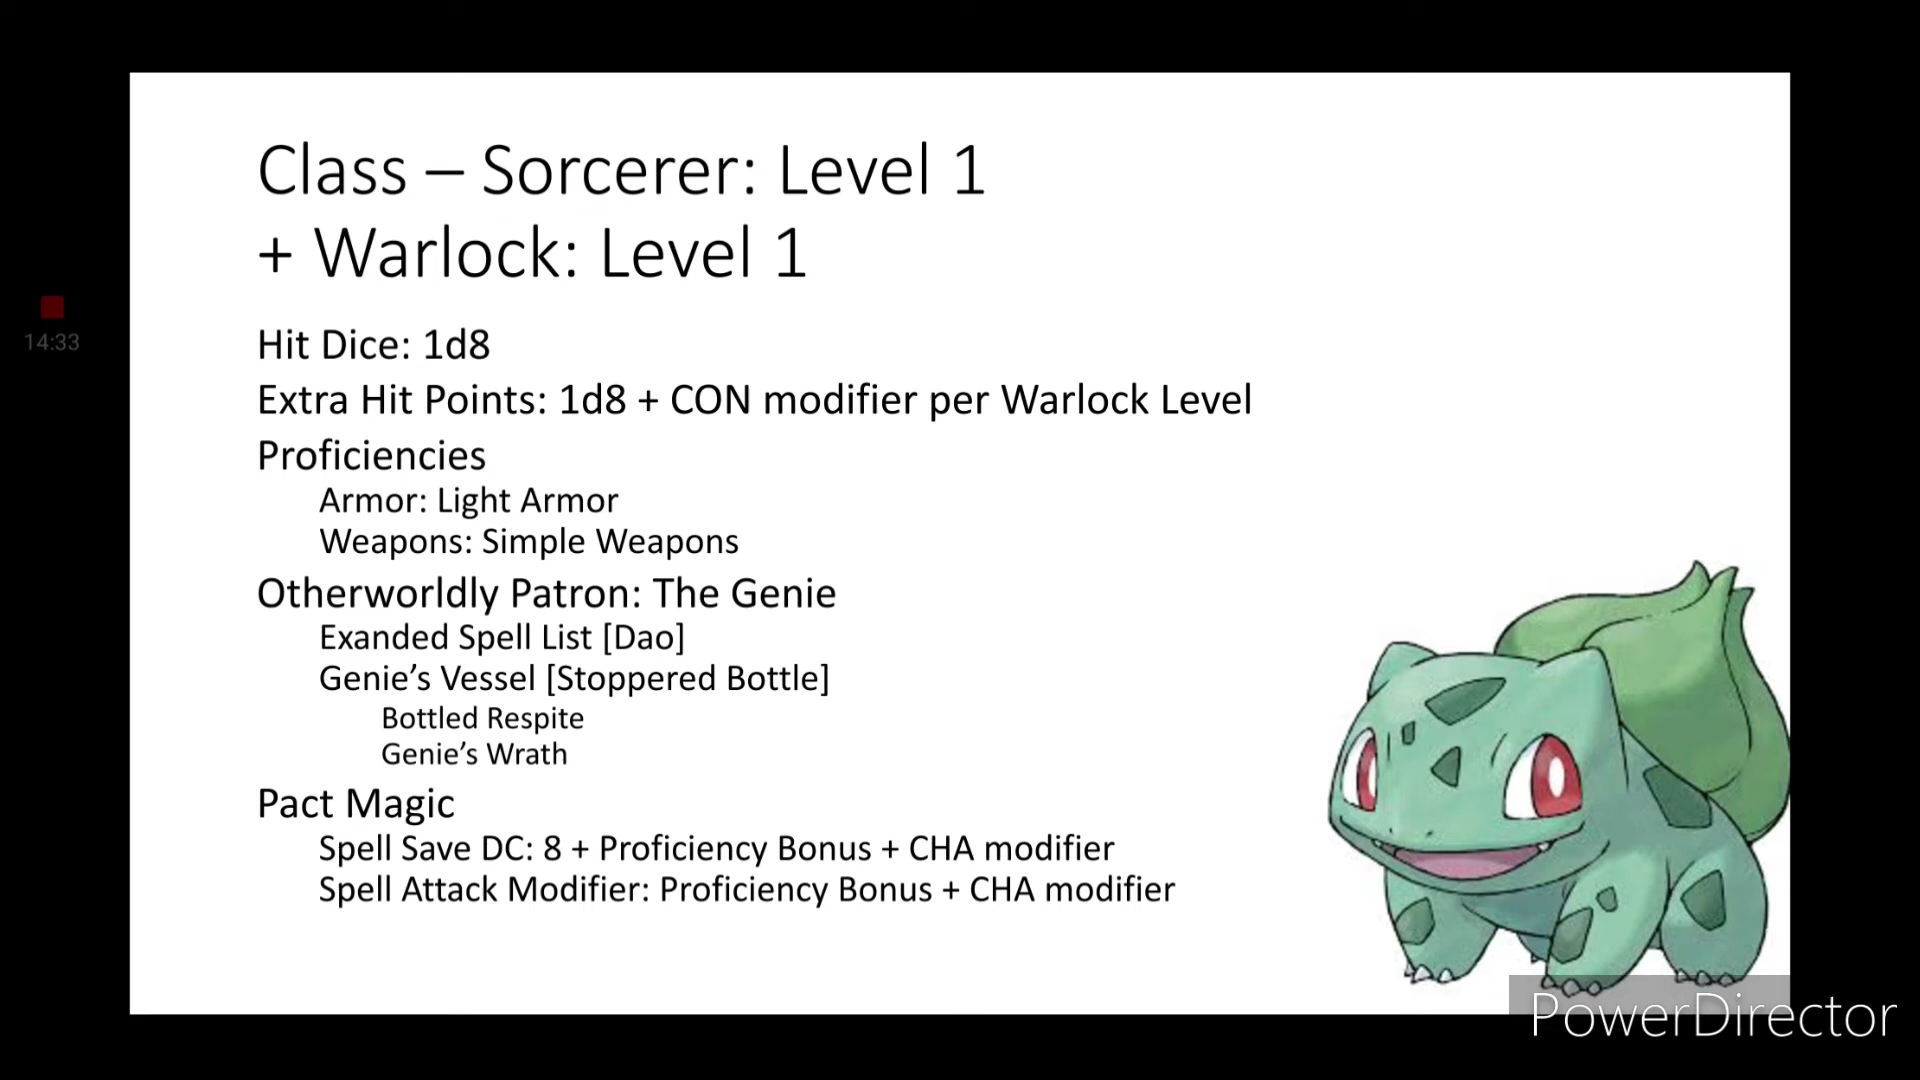 Class – Sorcerer: Level 1
+ Warlock: Level 1
14:33
Hit Dice: 1d8
Extra Hit Points: 1d8 + CON modifier per Warlock Level
Proficiencies
Armor: Light Armor
Weapons: Simple Weapons
Otherworldly Patron: The Genie
Exanded Spell List [Dao]
Genie’s Vessel [Stoppered Bottle]
Bottled Respite
Genie’s Wrath
Pact Magic
Spell Save DC: 8 + Proficiency Bonus + CHA modifier
Spell Attack Modifier: Proficiency Bonus + CHA modifier
PowerDirector